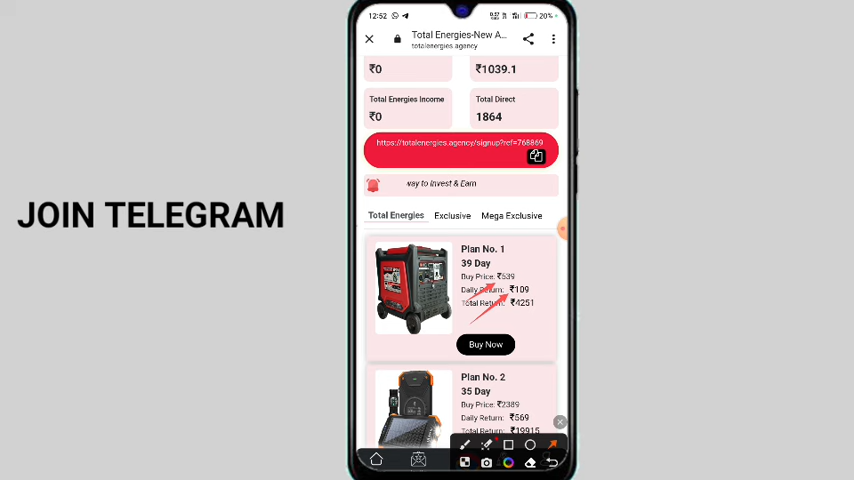 12:52
20%
Total Energies-New A...
totalenergies.agency
₹0
₹1039.1
Total Energies Income
Total Direct
₹0
1864
https://totalenergies.agency/signup?ref=768869
way to Invest & Earn
JOIN TELEGRAM
Total Energies
Exclusive
Mega Exclusive
Plan No. 1
39 Day
Buy Price: ₹539
Daily Return: ₹109
Total Return: ₹4251
Buy Now
Plan No. 2
35 Day
Buy Price: ₹2389
Daily Return: ₹569
Total Return: ₹19915